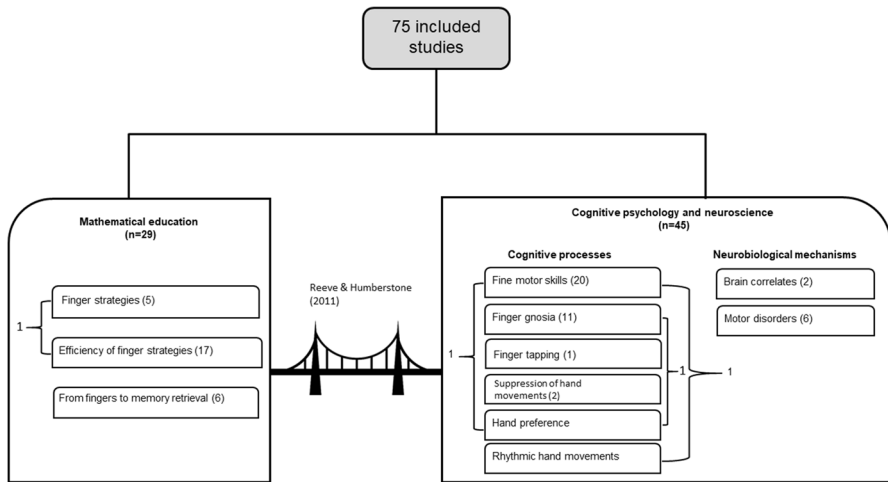 75 included
studies
Mathematical education
(n=29)
Finger strategies (5)
1
Efficiency of finger strategies (17)
From fingers to memory retrieval (6)
Reeve & Humberstone
(2011)
Cognitive psychology and neuroscience
(n=45)
Cognitive processes
Fine motor skills (20)
Finger gnosia (11)
Finger tapping (1)
Suppression of hand
movements (2)
Hand preference
Rhythmic hand movements
1
1
1
Neurobiological mechanisms
Brain correlates (2)
Motor disorders (6)